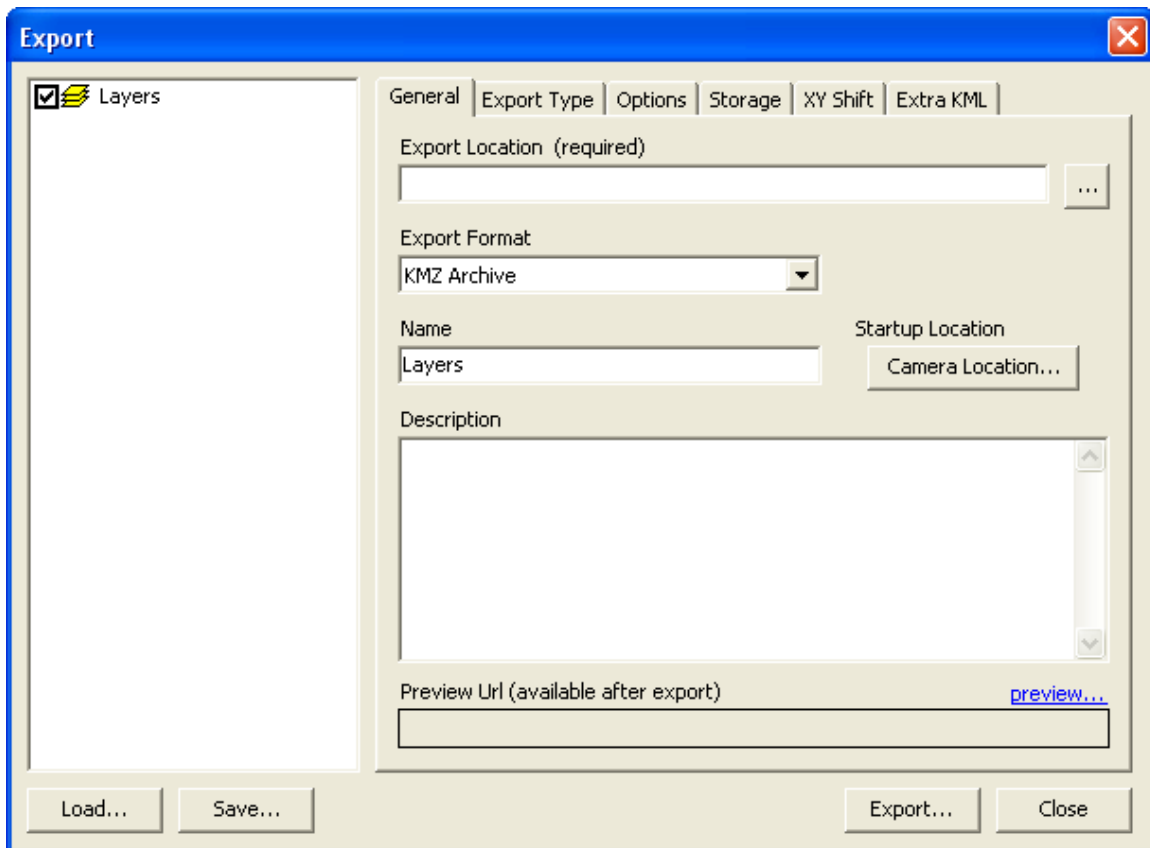 Export
Layers
General Export Type Options Storage XY Shift Extra KML
Export Location (required)
...
Export Format
KMZ Archive
Name
Startup Location
Layers
Camera Location...
Description
Preview Url (available after export)
preview...
Load...
Save...
Export...
Close